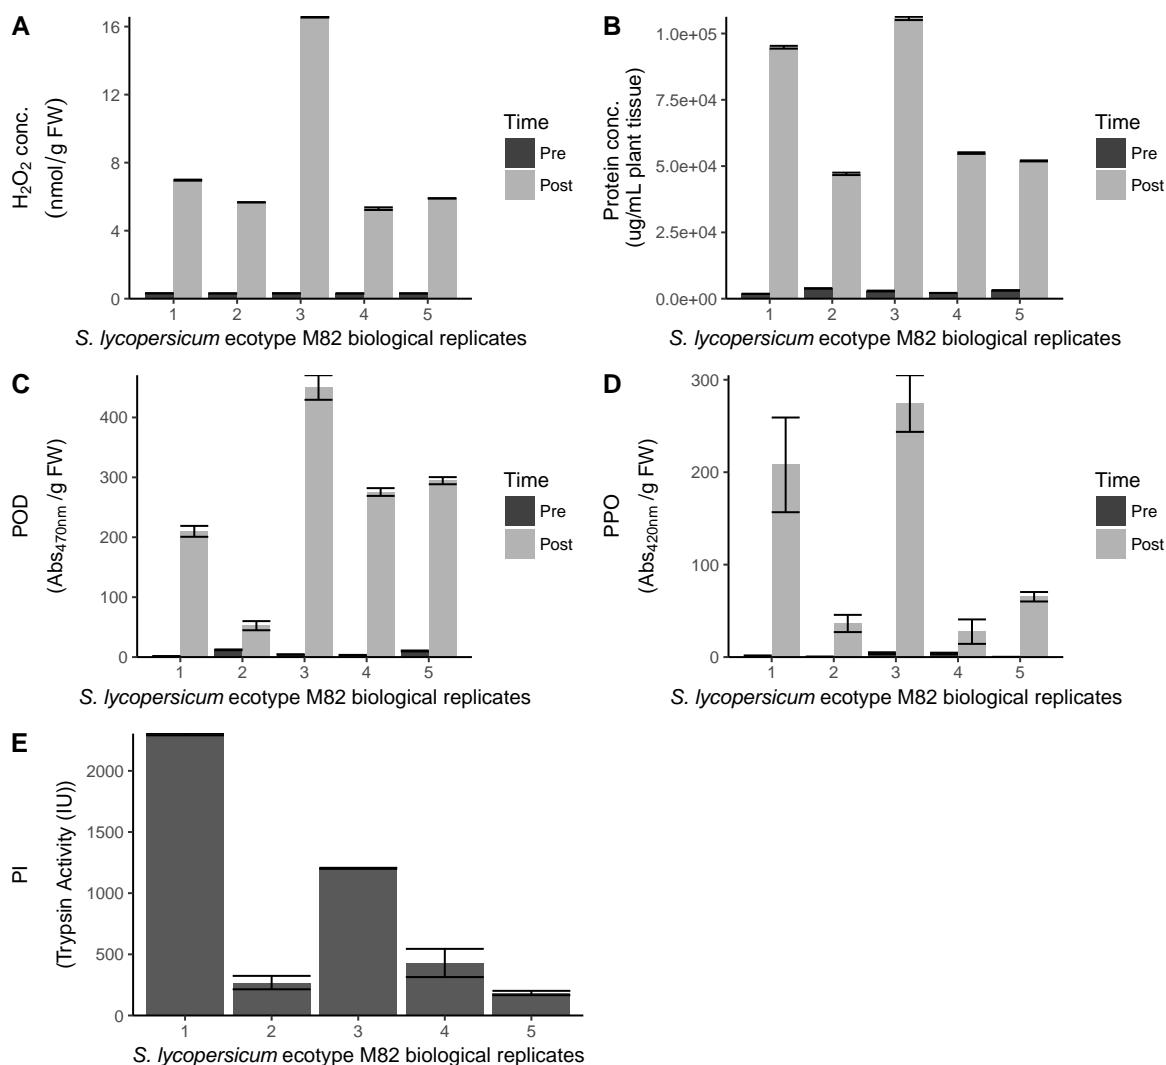 A
H₂O₂ conc.
(nmol/g FW)
16
12
8
4
0
1 2 3 4 5
S. lycopersicum ecotype M82 biological replicates
Time
Pre
Post
B
Protein conc.
(ug/mL plant tissue)
1.0e+05
7.5e+04
5.0e+04
2.5e+04
0.0e+00
1 2 3 4 5
S. lycopersicum ecotype M82 biological replicates
Time
Pre
Post
C
POD
(Abs₄₇₀ₙₘ /g FW)
400
300
200
100
0
1 2 3 4 5
S. lycopersicum ecotype M82 biological replicates
Time
Pre
Post
D
PPO
(Abs₄₂₀ₙₘ /g FW)
300
200
100
0
1 2 3 4 5
S. lycopersicum ecotype M82 biological replicates
Time
Pre
Post
E
PI
(Trypsin Activity (IU))
2000
1500
1000
500
0
1 2 3 4 5
S. lycopersicum ecotype M82 biological replicates